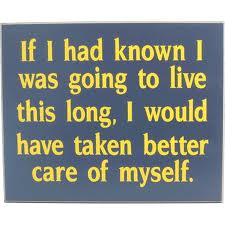 If I had known I
was going to live
this long, I would
have taken better
care of myself.